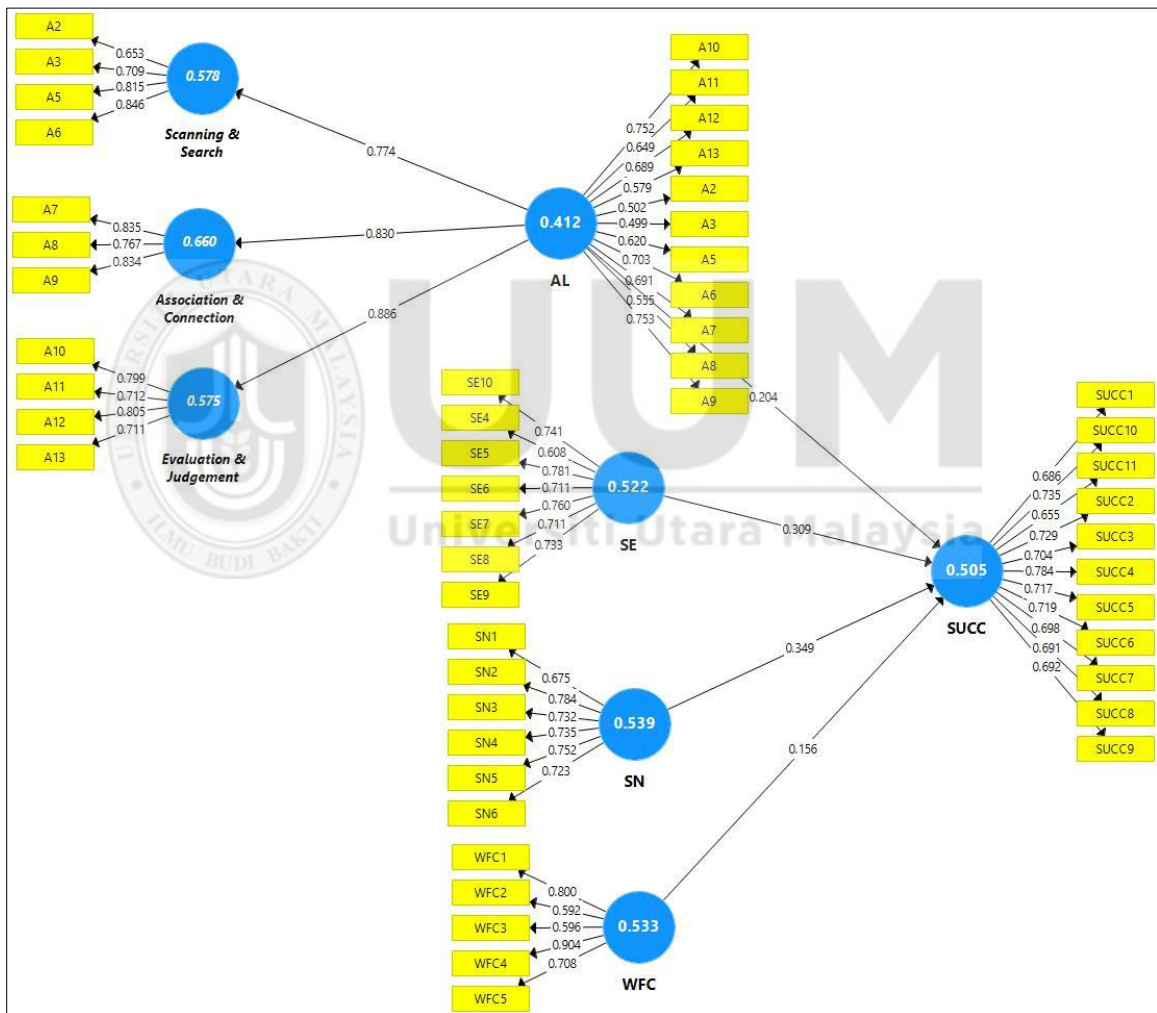 A2
A3
A5
A6
0.653
0.709
0.815
0.846
0.578
Scanning &
Search
0.774
A7
A8
A9
0.835
0.767
0.834
0.660
Association &
Connection
0.830
A10
A11
A12
A13
0.799
0.712
0.805
0.711
0.575
Evaluation &
Judgement
0.886
0.412
AL
0.752
0.649
0.689
0.579
0.502
0.499
0.620
0.703
0.691
0.555
0.753
A10
A11
A12
A13
A2
A3
A5
A6
A7
A8
A9
0.204
SE10
SE4
SE5
SE6
SE7
SE8
SE9
0.741
0.608
0.781
0.711
0.760
0.711
0.733
0.522
SE
0.309
SN1
SN2
SN3
SN4
SN5
SN6
0.675
0.784
0.732
0.735
0.752
0.723
0.539
SN
0.349
WFC1
WFC2
WFC3
WFC4
WFC5
0.800
0.592
0.596
0.904
0.708
0.533
WFC
0.156
0.505
SUCC
0.686
0.735
0.655
0.729
0.704
0.784
0.717
0.719
0.698
0.691
0.692
SUCC1
SUCC10
SUCC11
SUCC2
SUCC3
SUCC4
SUCC5
SUCC6
SUCC7
SUCC8
SUCC9
UUM
Universiti Utara Malaysia
UNIVERSITI UTARA MALAYSIA
ILMU BUDI BAKTI